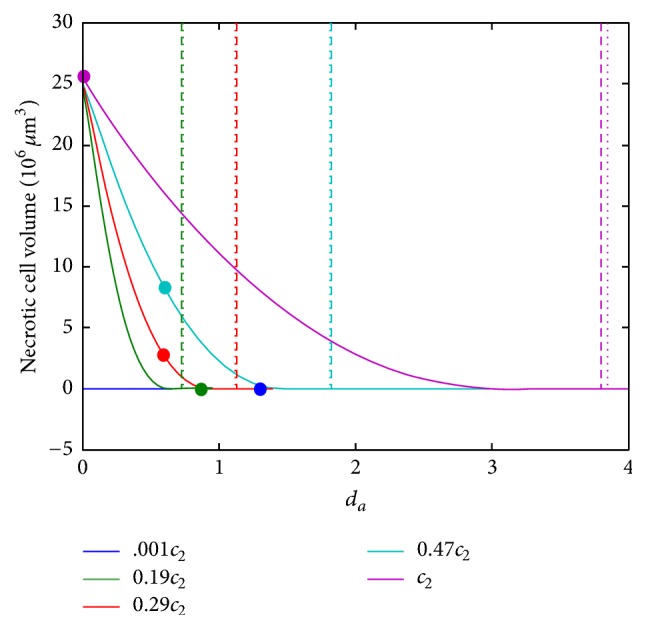 30
25
20
15
10
5
0
−5
Necrotic cell volume (10⁶ μm³)
0 1 2 3 4
dₐ
.001c₂ 0.47c₂
0.19c₂ c₂
0.29c₂